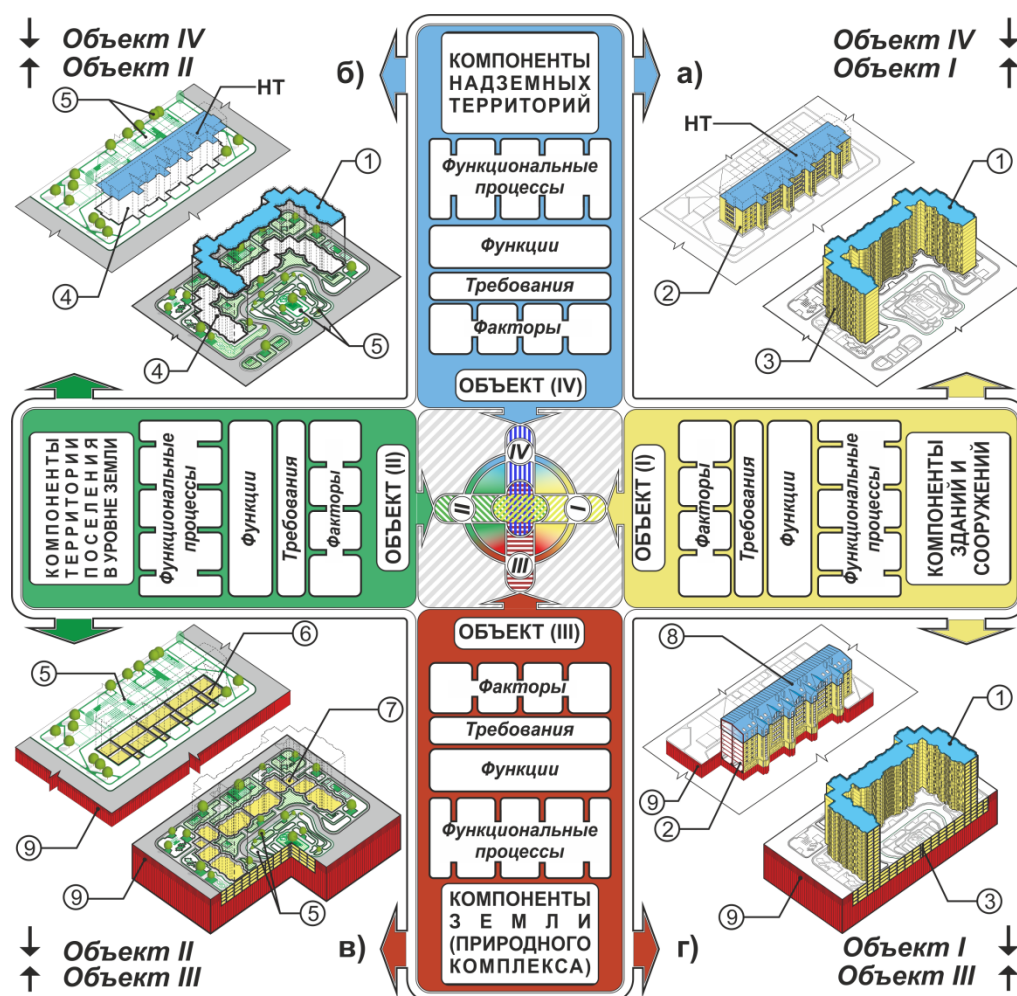 Объект IV
Объект II
б)
НТ
5
1
4
4
5
КОМПОНЕНТЫ
НАДЗЕМНЫХ
ТЕРРИТОРИЙ
Функциональные
процессы
Функции
Требования
Факторы
ОБЪЕКТ (IV)
Объект IV
Объект I
а)
НТ
1
2
3
КОМПОНЕНТЫ
ТЕРРИТОРИИ
ПОСЕЛЕНИЯ
В УРОВНЕ ЗЕМЛИ
Функциональные
процессы
Функции
Требования
Факторы
ОБЪЕКТ (II)
IV
II
I
III
ОБЪЕКТ (I)
Факторы
Требования
Функции
Функциональные
процессы
КОМПОНЕНТЫ
ЗДАНИЙ И
СООРУЖЕНИЙ
5
6
7
9
9
5
Объект II
Объект III
в)
ОБЪЕКТ (III)
Факторы
Требования
Функции
Функциональные
процессы
КОМПОНЕНТЫ
ЗЕМЛИ
(ПРИРОДНОГО
КОМПЛЕКСА)
8
1
9
2
9
3
г)
Объект I
Объект III